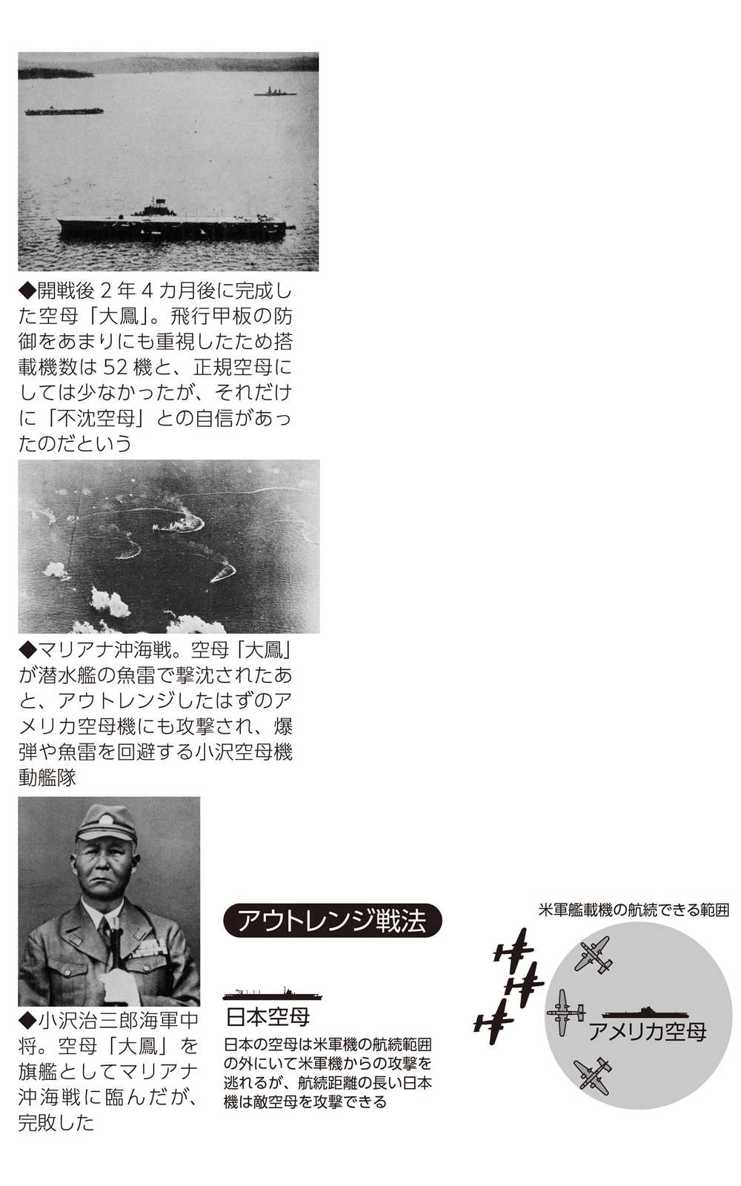 ◆開戦後2年4カ月後に完成し
た空母「大鳳」。飛行甲板の防
御をあまりにも重視したため搭
載機数は52機と、正規空母に
しては少なかったが、それだけ
に「不沈空母」との自信があっ
たのだという
◆マリアナ沖海戦。空母「大鳳」
が潜水艦の魚雷で撃沈されたあ
と、アウトレンジしたはずのア
メリカ空母機にも攻撃され、爆
弾や魚雷を回避する小沢空母機
動艦隊
◆小沢治三郎海軍中
将。空母「大鳳」を
旗艦としてマリアナ
沖海戦に臨んだが、
完敗した
アウトレンジ戦法
日本空母
日本の空母は米軍機の航続範囲
の外にいて米軍機からの攻撃を
逃れるが、航続距離の長い日本
機は敵空母を攻撃できる
米軍艦載機の航続できる範囲
アメリカ空母